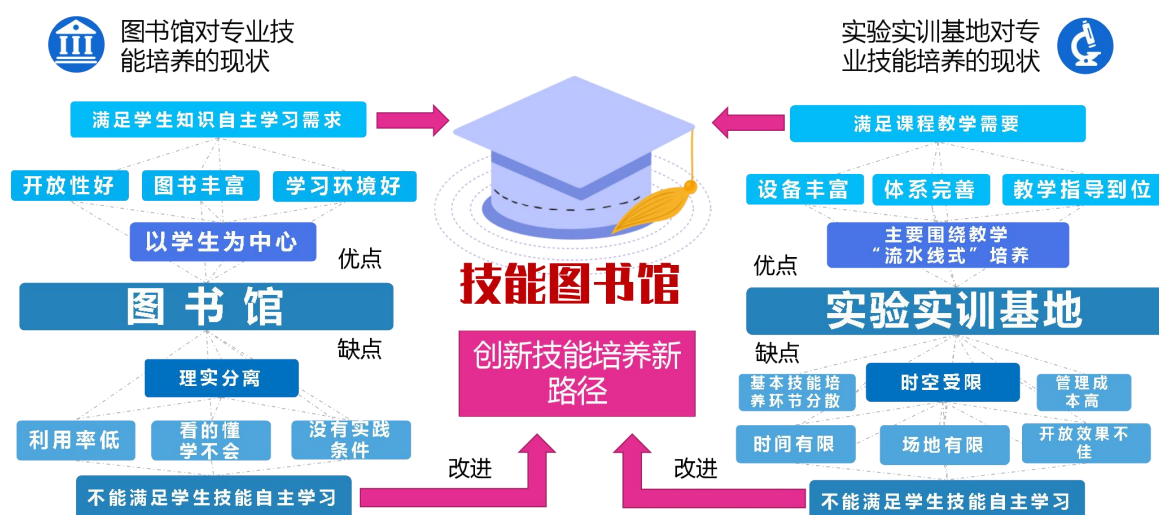 图书馆对专业技
能培养的现状
满足学生知识自主学习需求
开放性好
图书丰富
学习环境好
以学生为中心
优点
图书馆
缺点
理实分离
利用率低
看的懂
学不会
没有实践
条件
不能满足学生技能自主学习
改进
技能图书馆
创新技能培养新
路径
实验实训基地对专
业技能培养的现状
满足课程教学需要
设备丰富
体系完善
教学指导到位
主要围绕教学
“流水线式”培养
优点
实验实训基地
缺点
基本技能培
养环节分散
时空受限
管理成
本高
时间有限
场地有限
开放效果不
佳
改进
不能满足学生技能自主学习